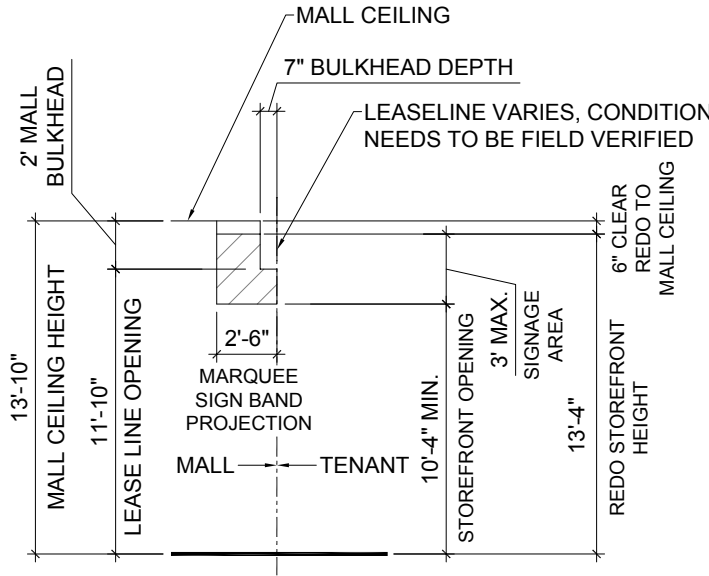 MALL CEILING
7" BULKHEAD DEPTH
LEASELINE VARIES, CONDITION
NEEDS TO BE FIELD VERIFIED
2' MALL
BULKHEAD
6" CLEAR
REDO TO
MALL CEILING
13'-10"
MALL CEILING HEIGHT
11'-10"
LEASE LINE OPENING
2'-6"
MARQUEE
SIGN BAND
PROJECTION
MALL
TENANT
10'-4" MIN.
STOREFRONT OPENING
3' MAX.
SIGNAGE
AREA
13'-4"
REDO STOREFRONT
HEIGHT